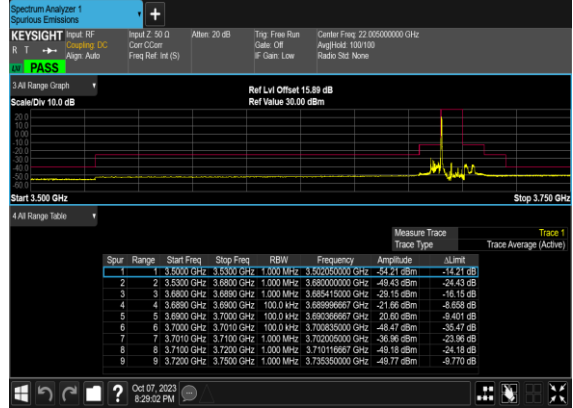 Spectrum Analyzer 1
Spurious Emissions
+
KEYSIGHT Input: RF Input Z: 50 Ω Atten: 20 dB Trig: Free Run Center Freq: 22.005000000 GHz
R T Coupling: DC Corr CCorr Gate: Off Avg|Hold: 100/100
Align: Auto Freq Ref: Int (S) IF Gain: Low Radio Std: None
PASS
3 All Range Graph
Ref Lvl Offset 15.89 dB
Scale/Div 10.0 dB Ref Value 30.00 dBm
20.0
10.0
0.00
-10.0
-20.0
-30.0
-40.0
-50.0
-60.0
Start 3.500 GHz Stop 3.750 GHz
4 All Range Table
Measure Trace Trace 1
Trace Type Trace Average (Active)
Spur Range Start Freq Stop Freq RBW Frequency Amplitude ΔLimit
1 1 3.5000 GHz 3.5300 GHz 1.000 MHz 3.502050000 GHz -54.21 dBm -14.21 dB
2 2 3.5300 GHz 3.6800 GHz 1.000 MHz 3.680000000 GHz -49.43 dBm -24.43 dB
3 3 3.6800 GHz 3.6890 GHz 1.000 MHz 3.685415000 GHz -29.15 dBm -16.15 dB
4 4 3.6890 GHz 3.6900 GHz 100.0 kHz 3.689996667 GHz -21.66 dBm -8.658 dB
5 5 3.6900 GHz 3.7000 GHz 100.0 kHz 3.690366667 GHz 20.60 dBm -9.401 dB
6 6 3.7000 GHz 3.7010 GHz 100.0 kHz 3.700835000 GHz -48.47 dBm -35.47 dB
7 7 3.7010 GHz 3.7100 GHz 1.000 MHz 3.702005000 GHz -36.96 dBm -23.96 dB
8 8 3.7100 GHz 3.7200 GHz 1.000 MHz 3.710116667 GHz -49.18 dBm -24.18 dB
9 9 3.7200 GHz 3.7500 GHz 1.000 MHz 3.735350000 GHz -49.77 dBm -9.770 dB
? Oct 07, 2023
8:29:02 PM